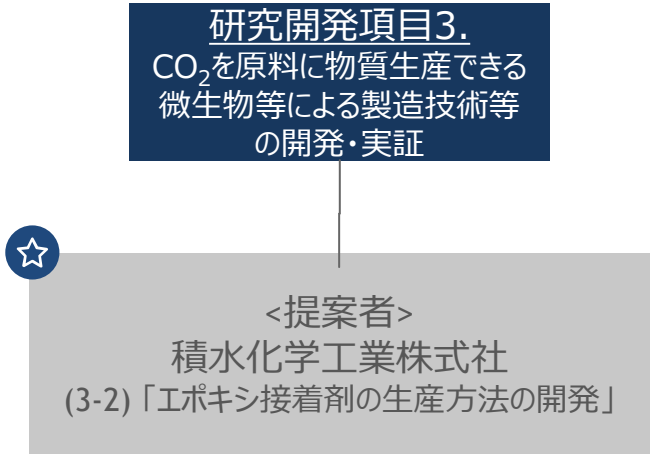 研究開発項目3.
CO₂を原料に物質生産できる
微生物等による製造技術等
の開発・実証
<提案者>
積水化学工業株式会社
(3-2)「エポキシ接着剤の生産方法の開発」